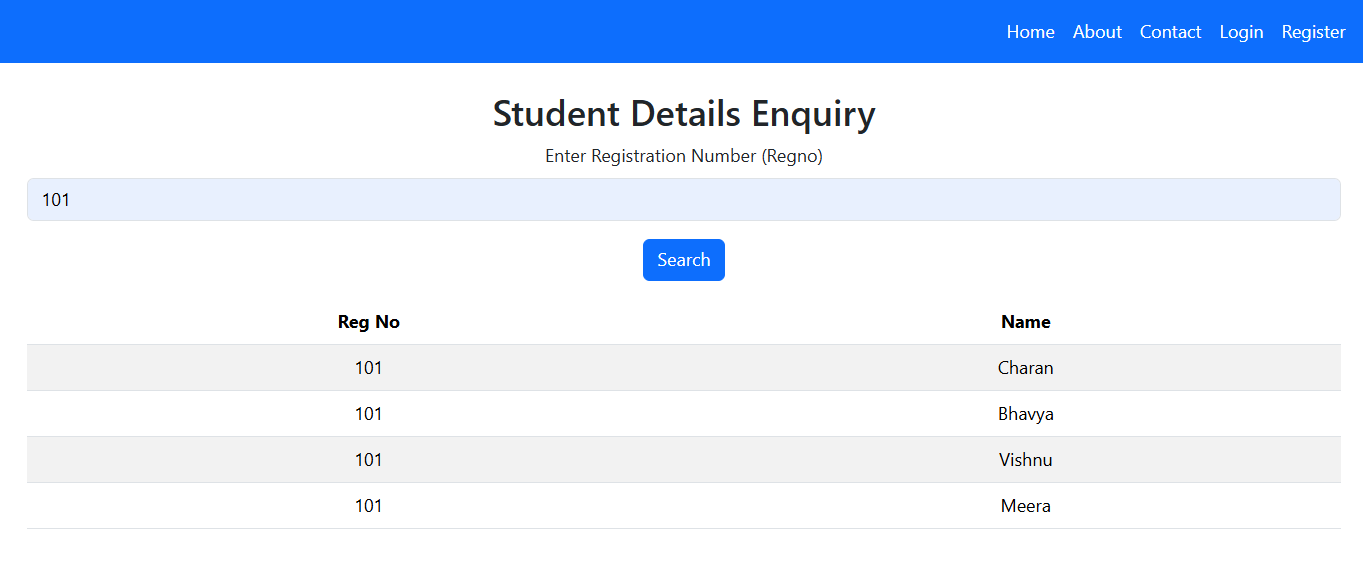 Home About Contact Login Register
Student Details Enquiry
Enter Registration Number (Regno)
101
Search
Reg No Name
101 Charan
101 Bhavya
101 Vishnu
101 Meera